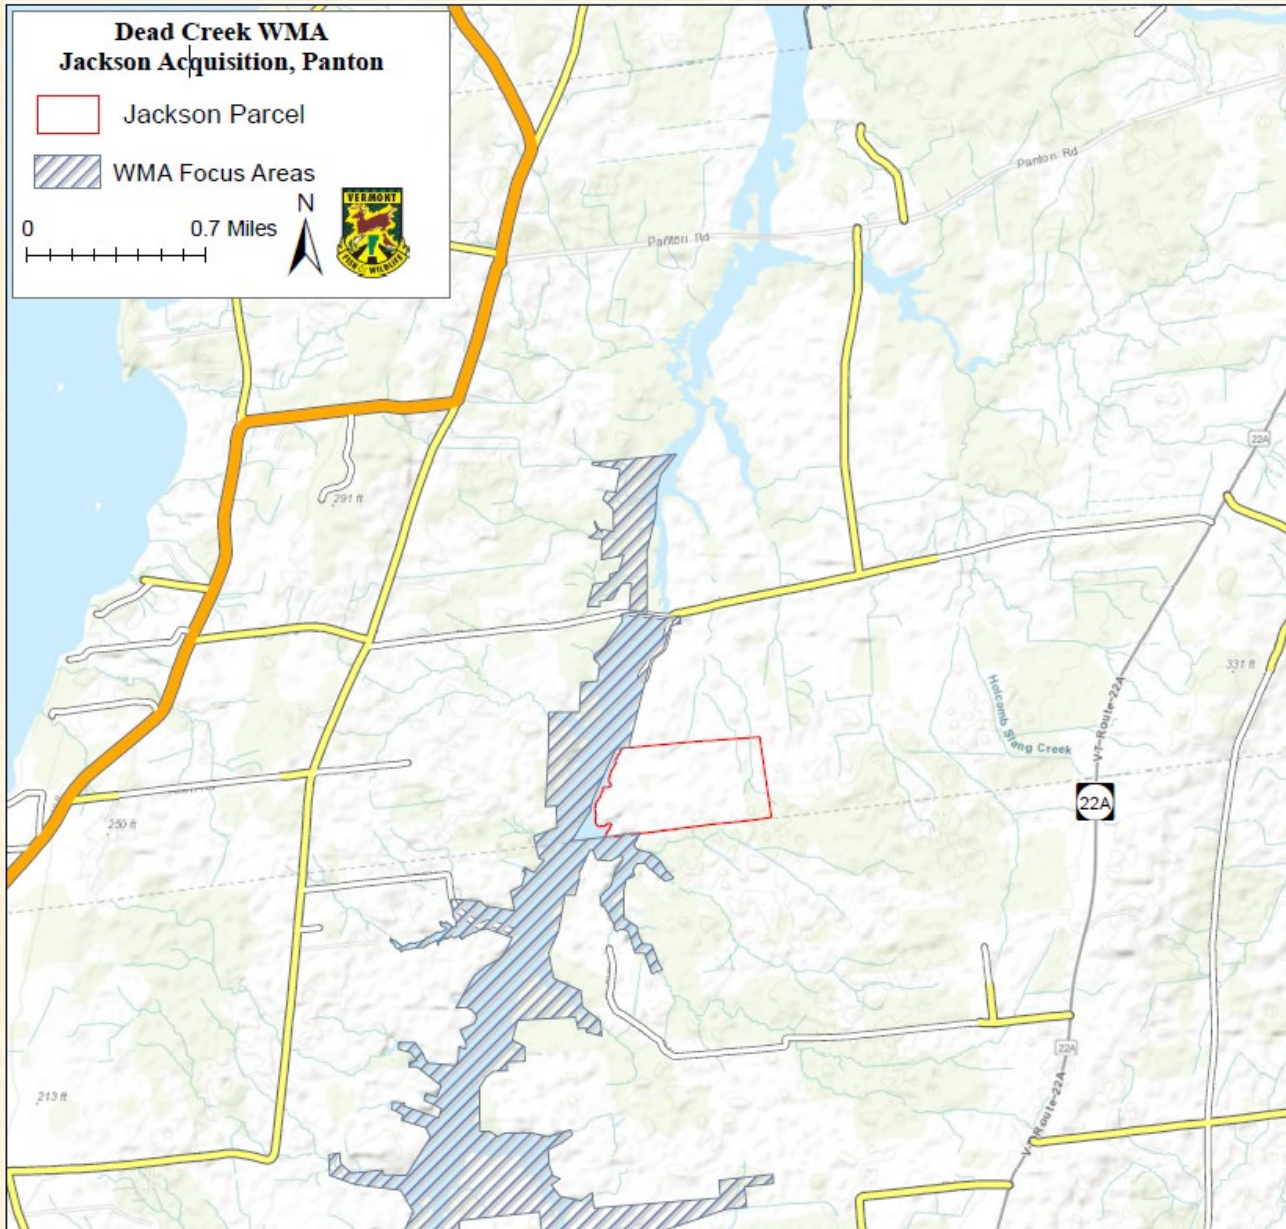 Dead Creek WMA
Jackson Acquisition, Panton
Jackson Parcel
WMA Focus Areas
0 0.7 Miles
N
VERMONT
FISH & WILDLIFE
Panton Rd
Panton Rd
22A
291 ft
331 ft
Holcomb Slang Creek
VT Route 22A
22A
250 ft
22A
VT Route 22A
213 ft